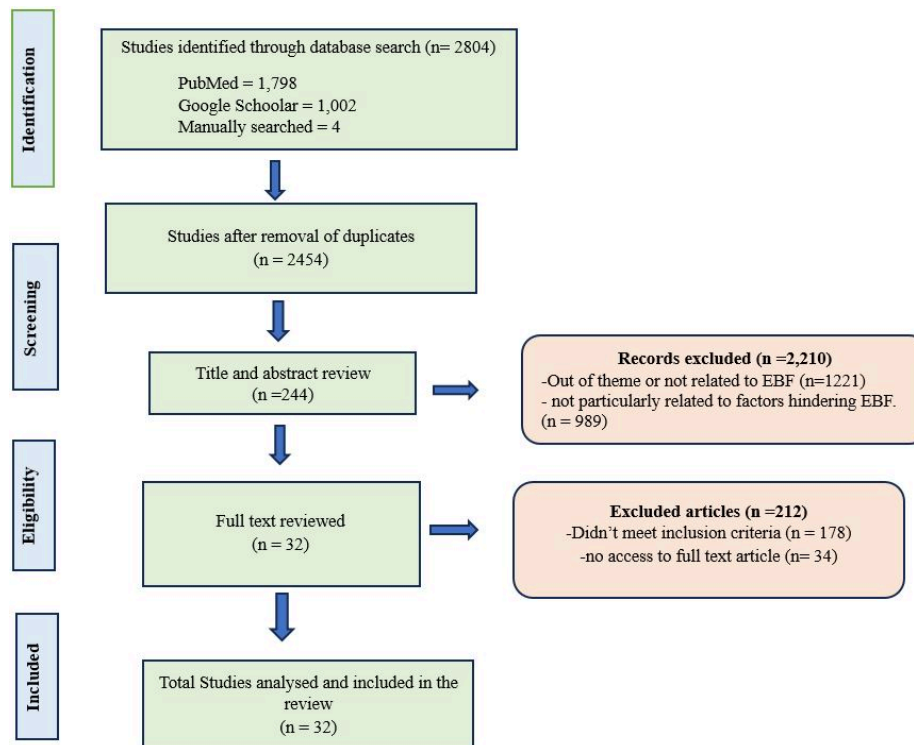 Identification
Studies identified through database search (n= 2804)
PubMed = 1,798
Google Schoolar = 1,002
Manually searched = 4
Studies after removal of duplicates
(n = 2454)
Screening
Title and abstract review
(n =244)
Records excluded (n =2,210)
-Out of theme or not related to EBF (n=1221)
- not particularly related to factors hindering EBF.
(n = 989)
Eligibility
Full text reviewed
(n = 32)
Excluded articles (n =212)
-Didn’t meet inclusion criteria (n = 178)
-no access to full text article (n= 34)
Included
Total Studies analysed and included in the
review
(n = 32)